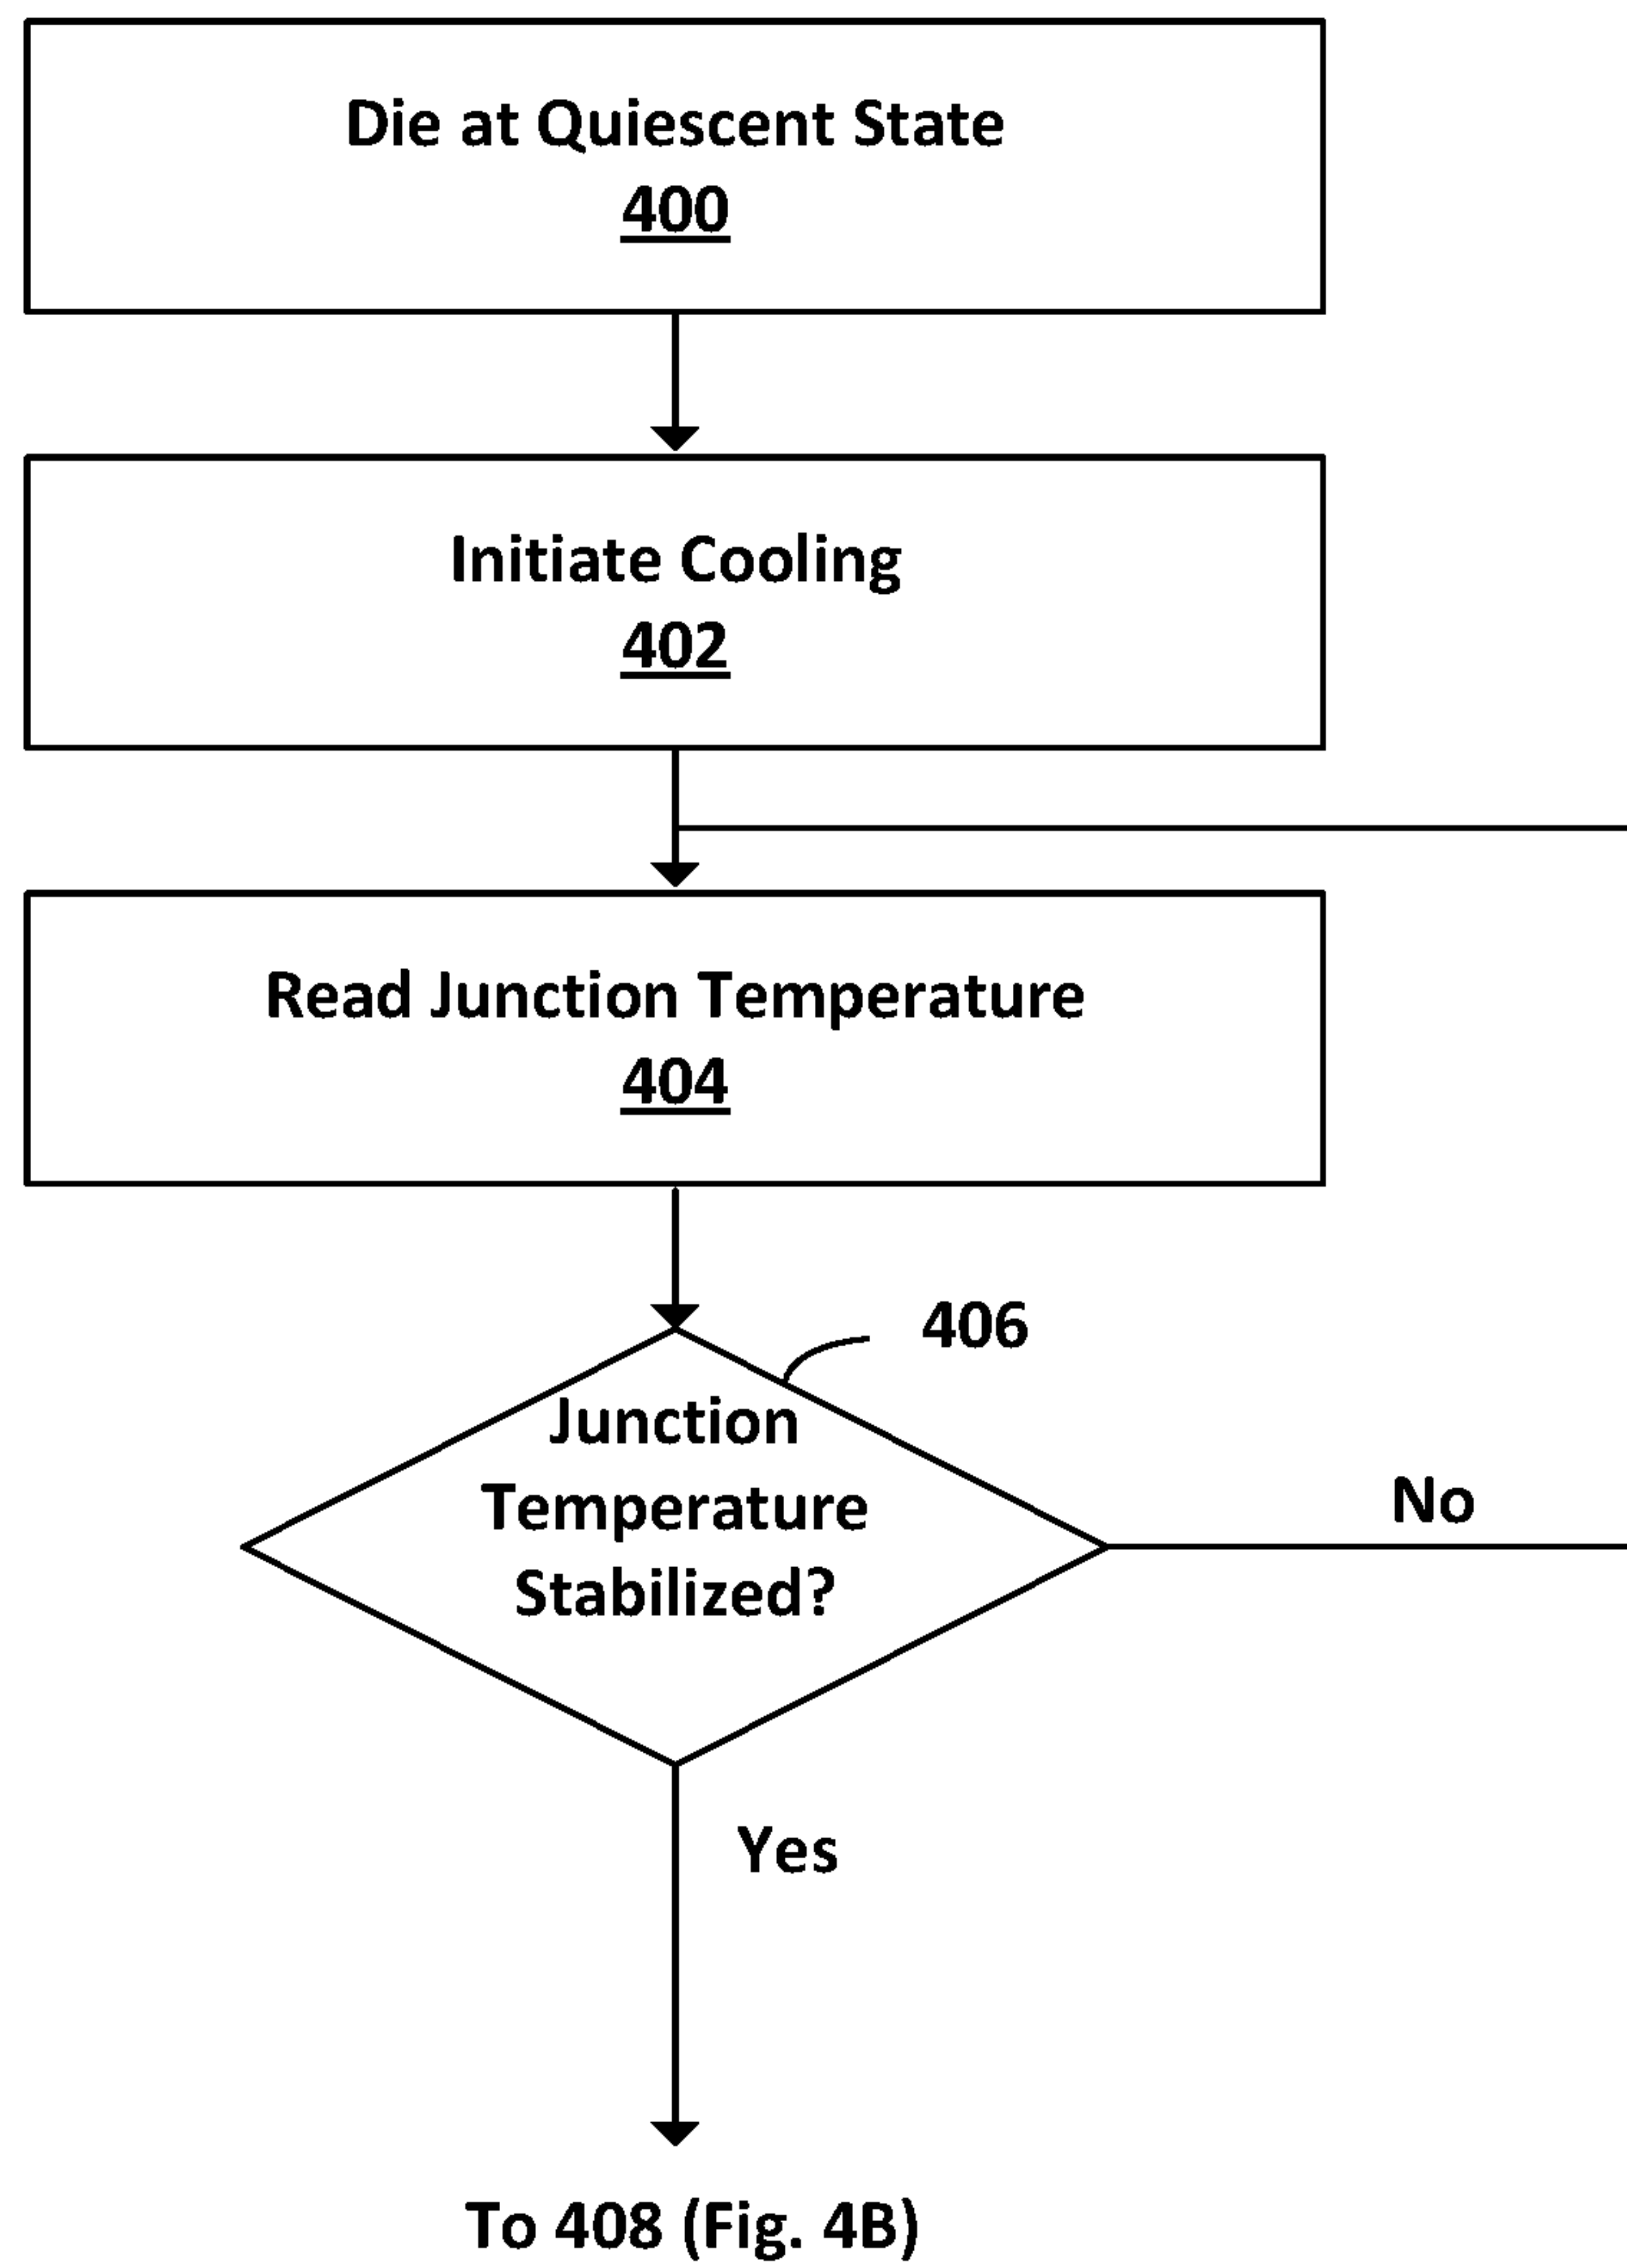 Die at Quiescent State
400
Initiate Cooling
402
Read Junction Temperature
404
406
Junction
Temperature
Stabilized?
No
Yes
To 408 (Fig. 4B)